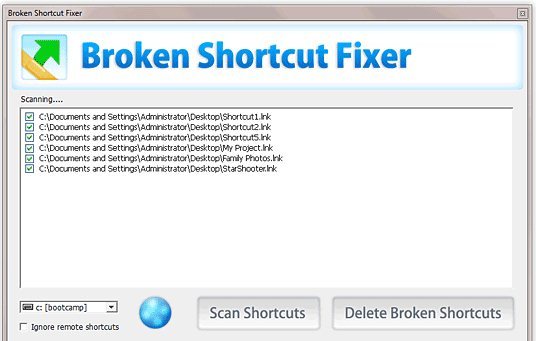 Broken Shortcut Fixer
Broken Shortcut Fixer
Scanning....
C:\Documents and Settings\Administrator\Desktop\Shortcut1.lnk
C:\Documents and Settings\Administrator\Desktop\Shortcut2.lnk
C:\Documents and Settings\Administrator\Desktop\Shortcut5.lnk
C:\Documents and Settings\Administrator\Desktop\My Project.lnk
C:\Documents and Settings\Administrator\Desktop\Family Photos.lnk
C:\Documents and Settings\Administrator\Desktop\StarShooter.lnk
c: [bootcamp]
Scan Shortcuts
Delete Broken Shortcuts
Ignore remote shortcuts